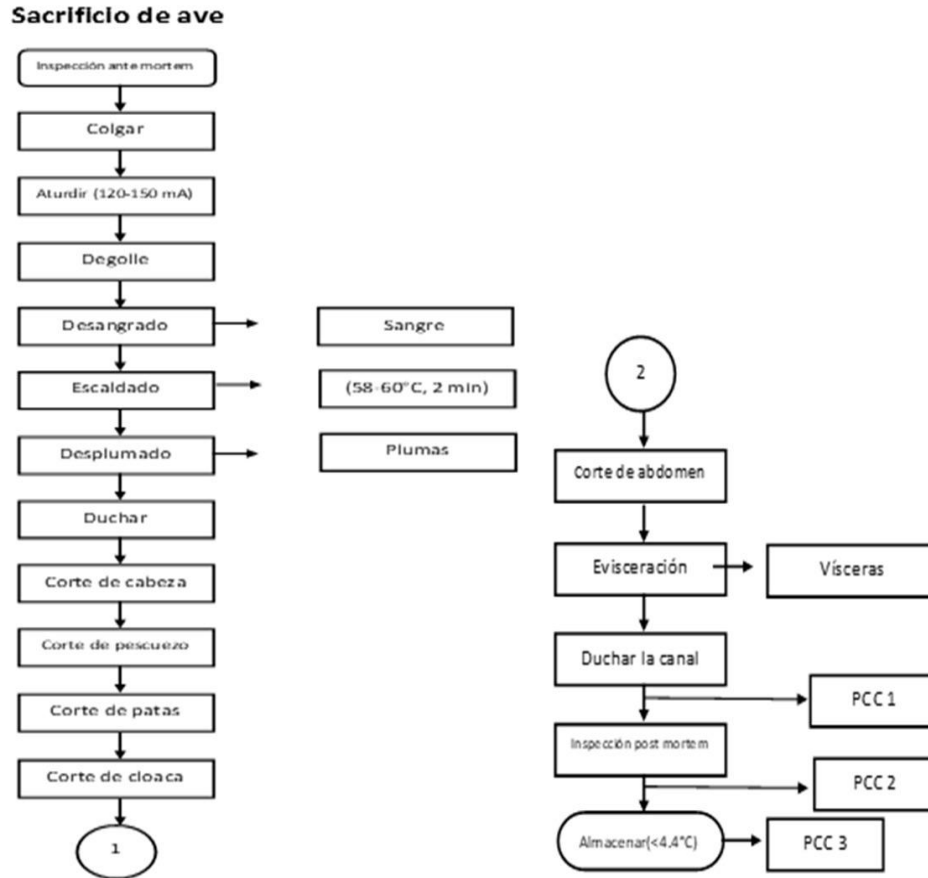 Sacrificio de ave
Inspección ante mortem
Colgar
Aturdir (120-150 mA)
Degolle
Desangrado
Sangre
Escaldado
(58-60°C, 2 min)
Desplumado
Plumas
Duchar
Corte de cabeza
Corte de pescuezo
Corte de patas
Corte de cloaca
1
2
Corte de abdomen
Evisceración
Vísceras
Duchar la canal
PCC 1
Inspección post mortem
PCC 2
Almacenar(<4.4°C)
PCC 3